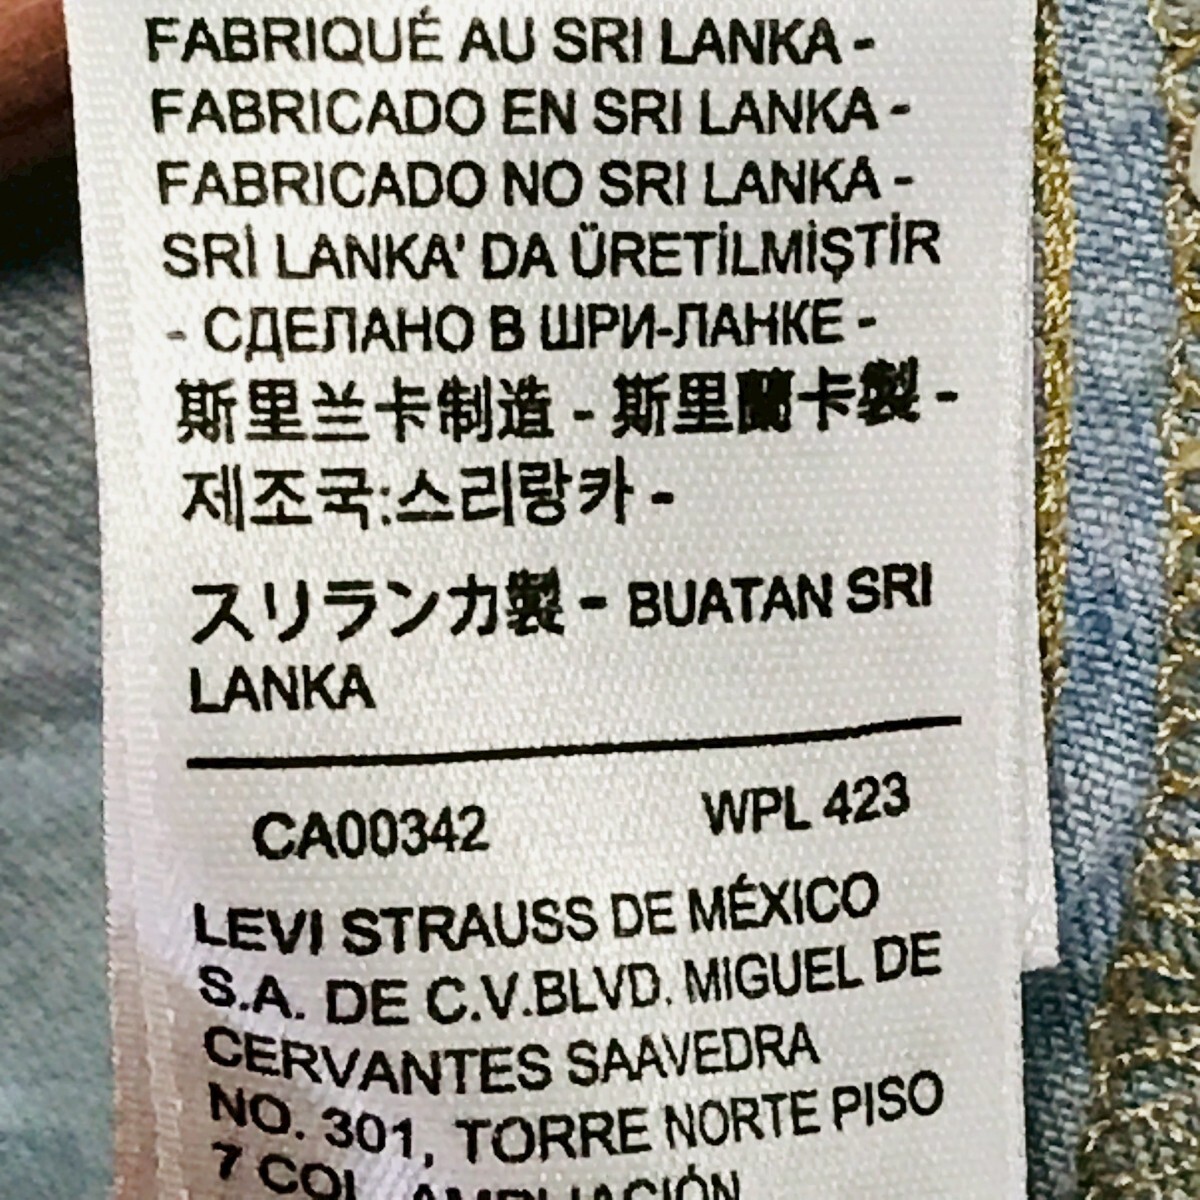 FABRIQUÉ AU SRI LANKA -
FABRICADO EN SRI LANKA -
FABRICADO NO SRI LANKA -
SRİ LANKA' DA ÜRETİLMİŞTİR
- СДЕЛАНО В ШРИ-ЛАНКЕ -
斯里兰卡制造 - 斯里蘭卡製 -
제조국:스리랑카 -
スリランカ製 - BUATAN SRI
LANKA
CA00342 WPL 423
LEVI STRAUSS DE MÉXICO
S.A. DE C.V.BLVD. MIGUEL DE
CERVANTES SAAVEDRA
NO. 301, TORRE NORTE PISO
7 COL. AMPLIACIÓN